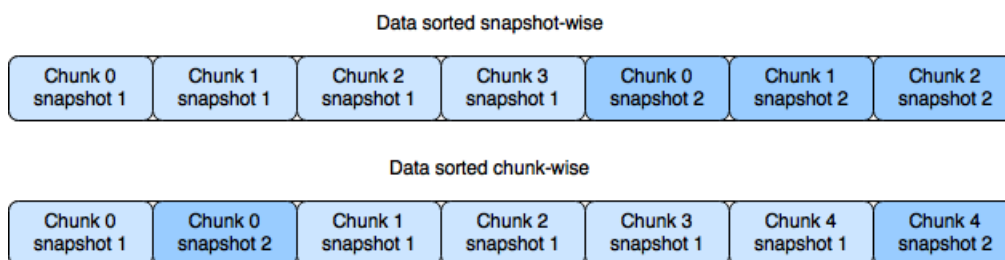 Data sorted snapshot-wise
Chunk 0 Chunk 1 Chunk 2 Chunk 3 Chunk 0 Chunk 1 Chunk 2
snapshot 1 snapshot 1 snapshot 1 snapshot 1 snapshot 2 snapshot 2 snapshot 2
Data sorted chunk-wise
Chunk 0 Chunk 0 Chunk 1 Chunk 2 Chunk 3 Chunk 4 Chunk 4
snapshot 1 snapshot 2 snapshot 1 snapshot 1 snapshot 1 snapshot 1 snapshot 2